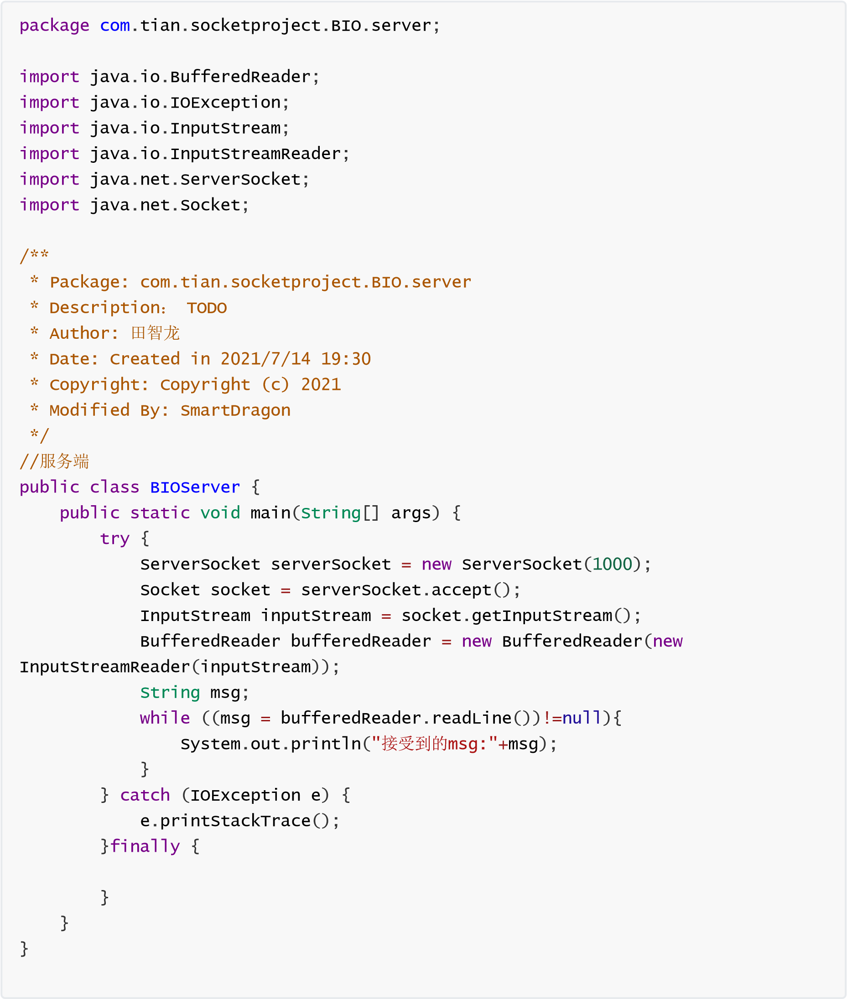 package com.tian.socketproject.BIO.server;

import java.io.BufferedReader;
import java.io.IOException;
import java.io.InputStream;
import java.io.InputStreamReader;
import java.net.ServerSocket;
import java.net.Socket;

/**
 * Package: com.tian.socketproject.BIO.server
 * Description： TODO
 * Author: 田智龙
 * Date: Created in 2021/7/14 19:30
 * Copyright: Copyright (c) 2021
 * Modified By: SmartDragon
 */
//服务端
public class BIOServer {
    public static void main(String[] args) {
        try {
            ServerSocket serverSocket = new ServerSocket(1000);
            Socket socket = serverSocket.accept();
            InputStream inputStream = socket.getInputStream();
            BufferedReader bufferedReader = new BufferedReader(new
InputStreamReader(inputStream));
            String msg;
            while ((msg = bufferedReader.readLine())!=null){
                System.out.println("接受到的msg:"+msg);
            }
        } catch (IOException e) {
            e.printStackTrace();
        }finally {

        }
    }
}